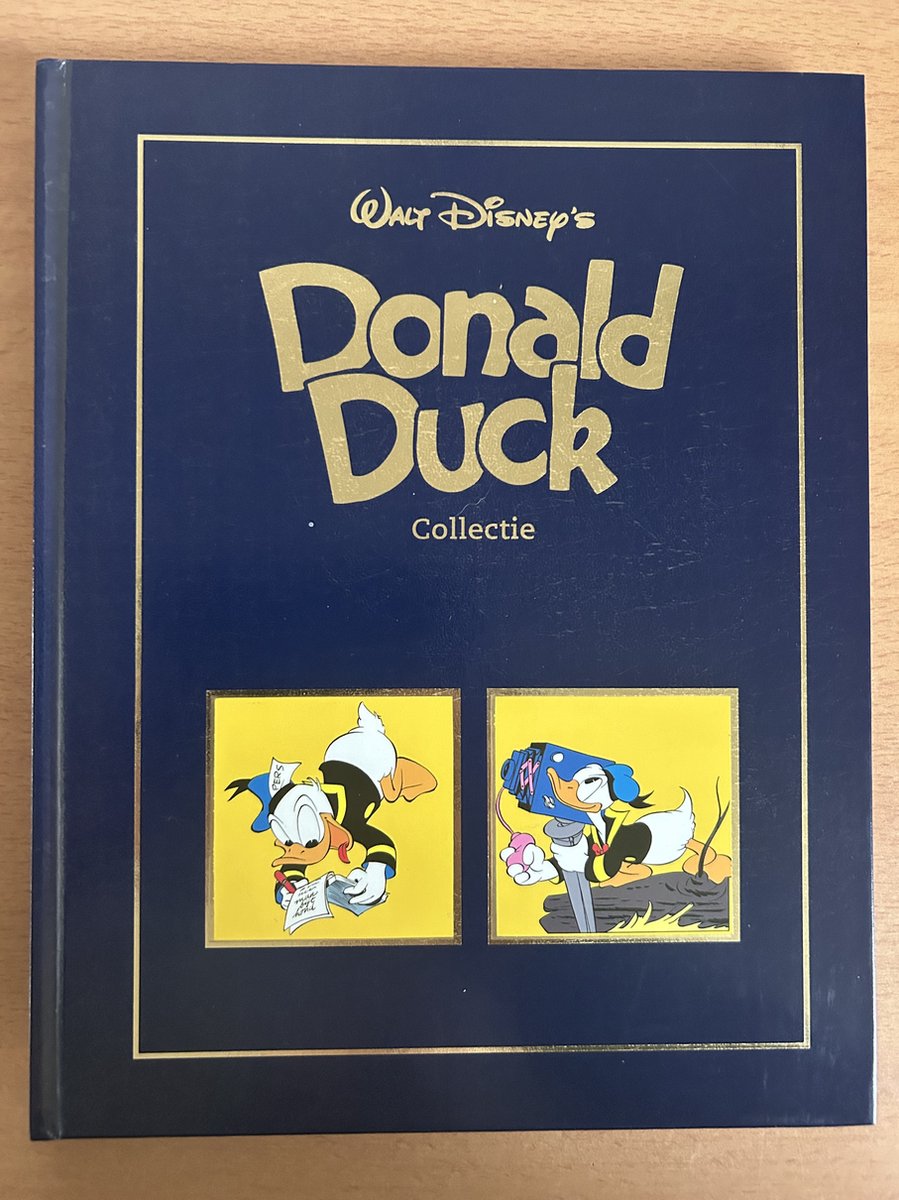 Walt Disney's
Donald
Duck
Collectie
PERS